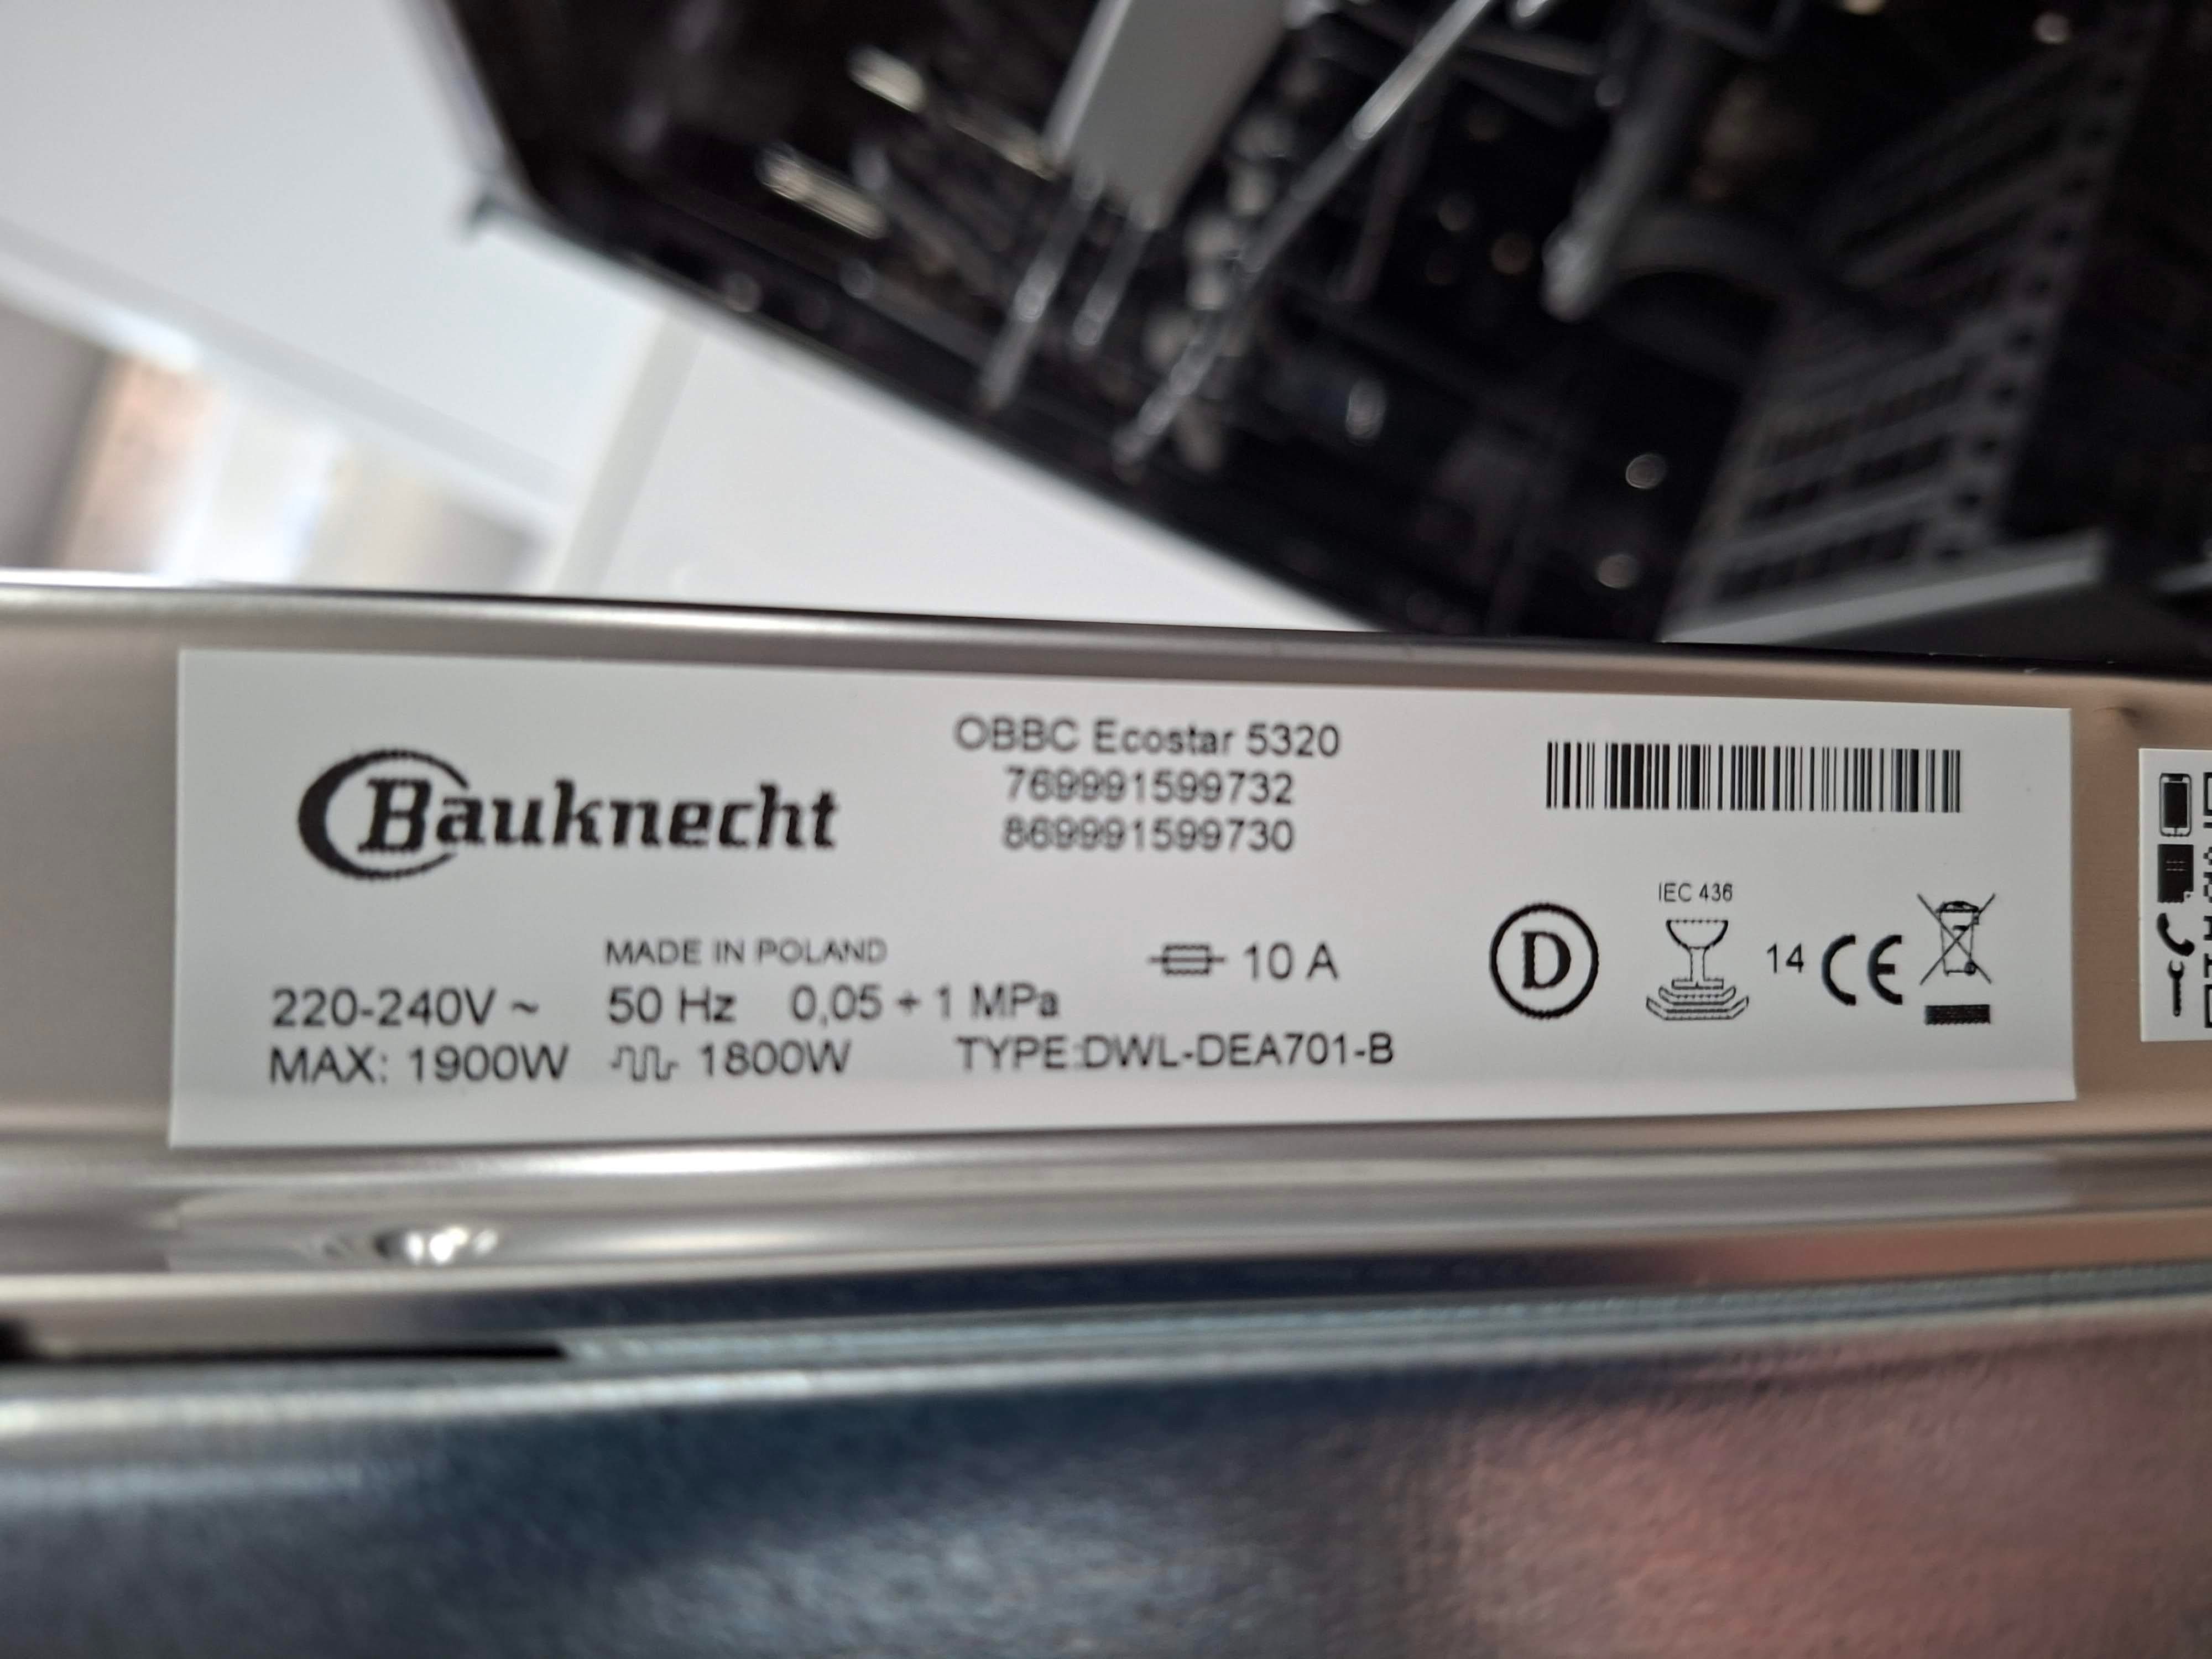 Bauknecht
OBBC Ecostar 5320
769991599732
869991599730
IEC 436
MADE IN POLAND
10 A
D
14 CE
220-240V ~ 50 Hz 0,05 ÷ 1 MPa
MAX: 1900W 1800W TYPE:DWL-DEA701-B